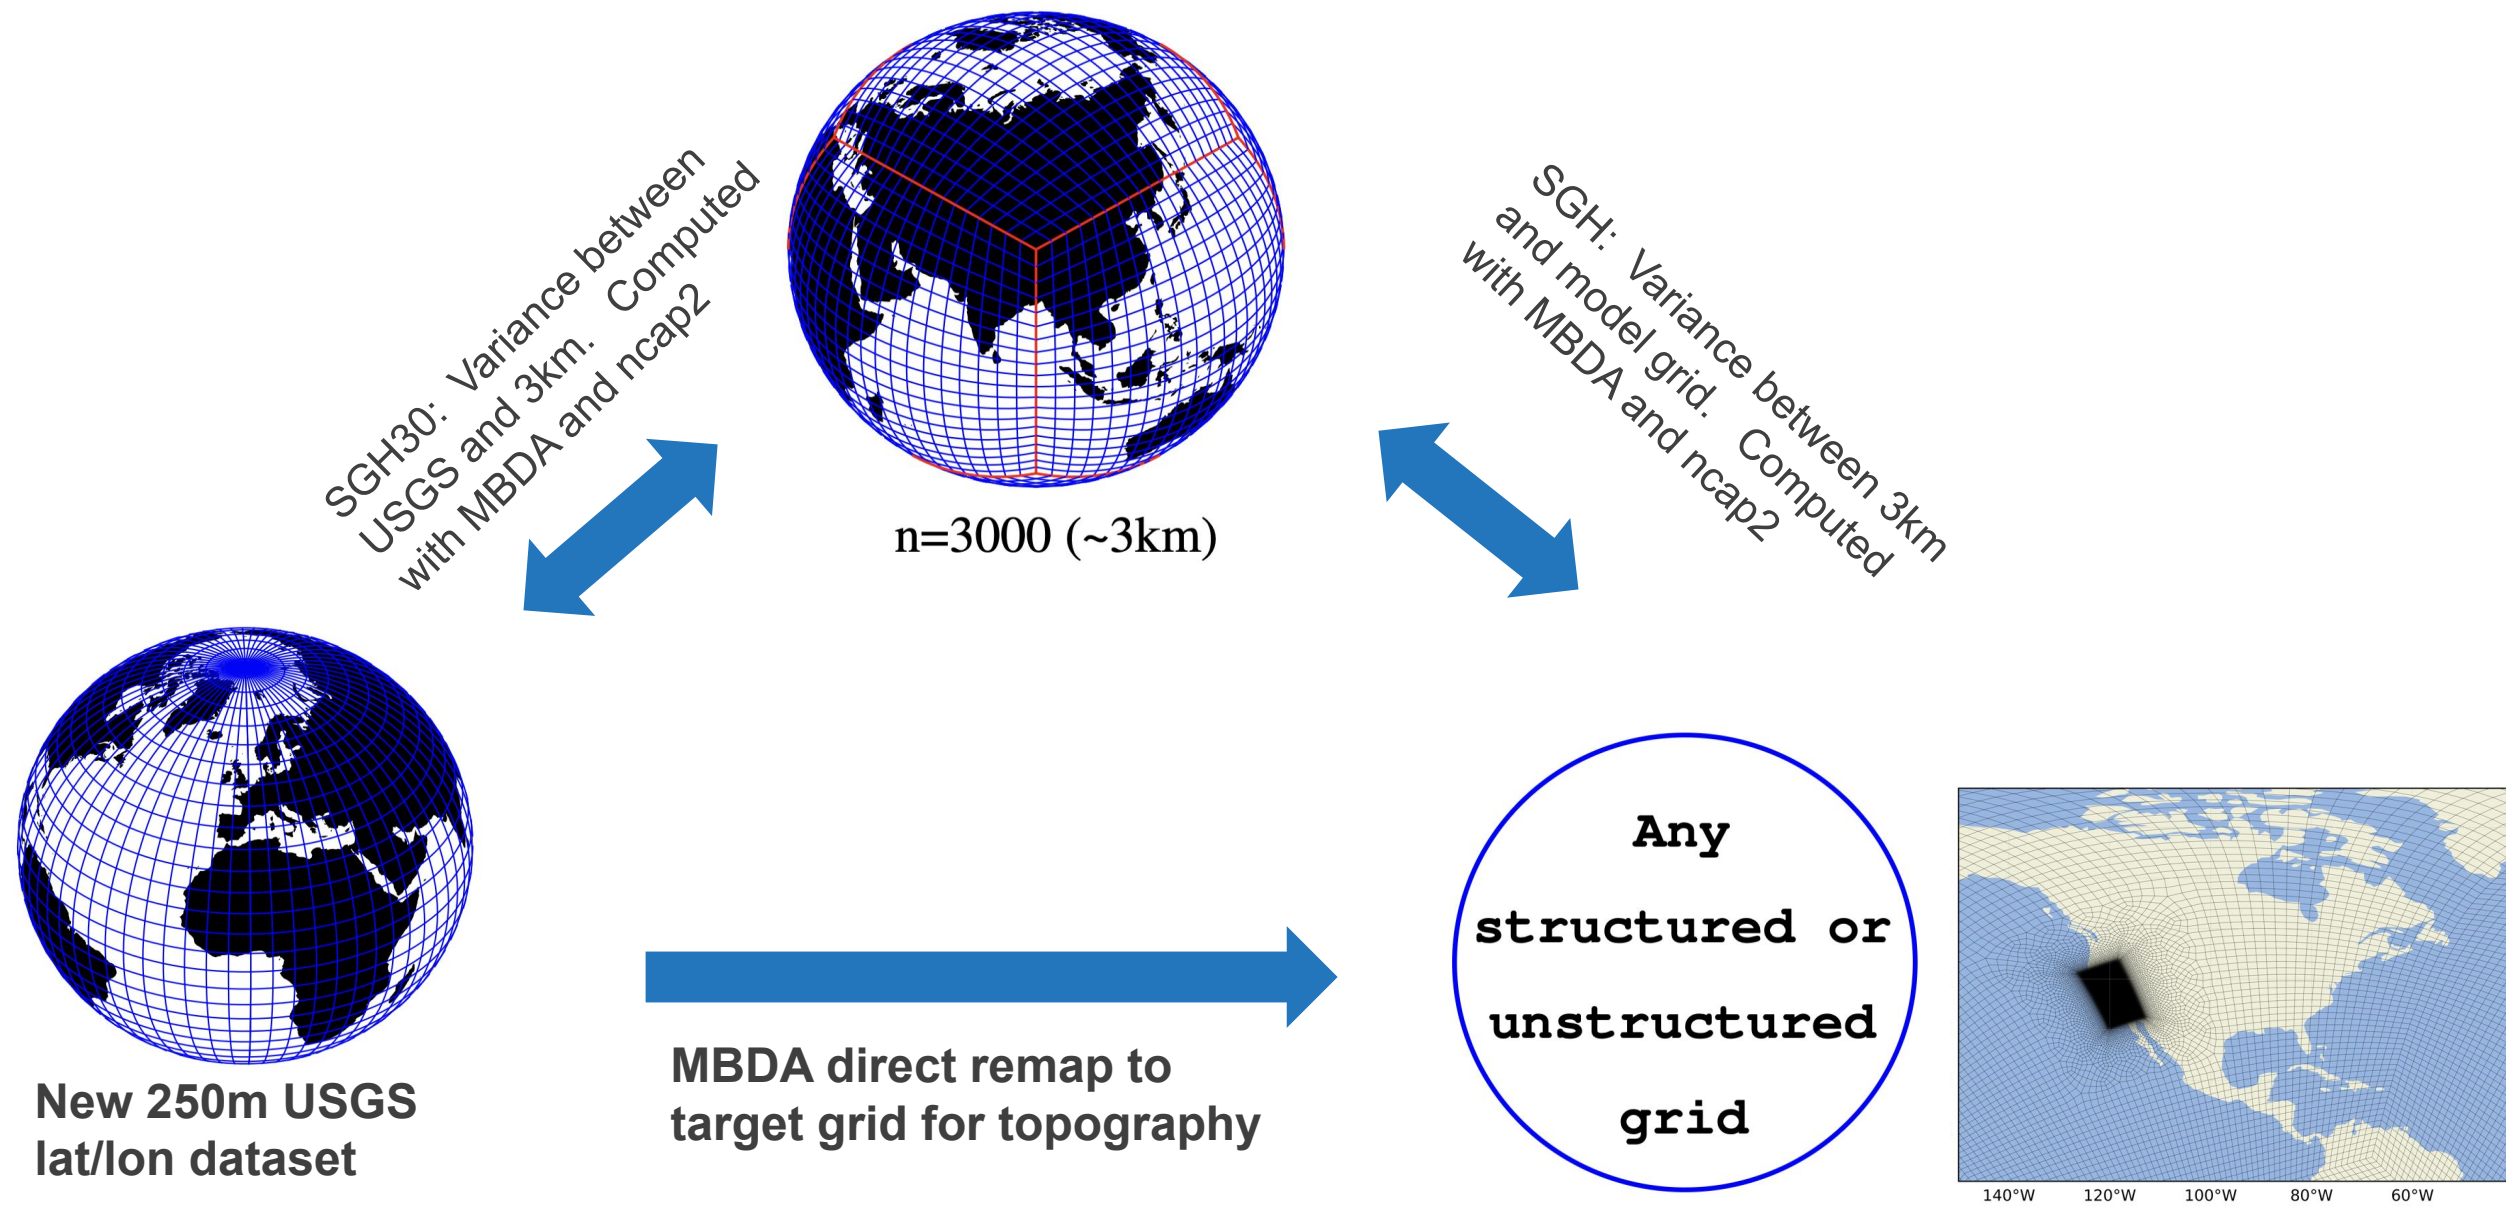 SGH30:  Variance between
USGS and 3km.  Computed
with MBDA and ncap2
n=3000 (~3km)
SGH:  Variance between 3km
and model grid.  Computed
with MBDA and ncap2
New 250m USGS
lat/lon dataset
MBDA direct remap to
target grid for topography
Any
structured or
unstructured
grid
140°W 120°W 100°W 80°W 60°W